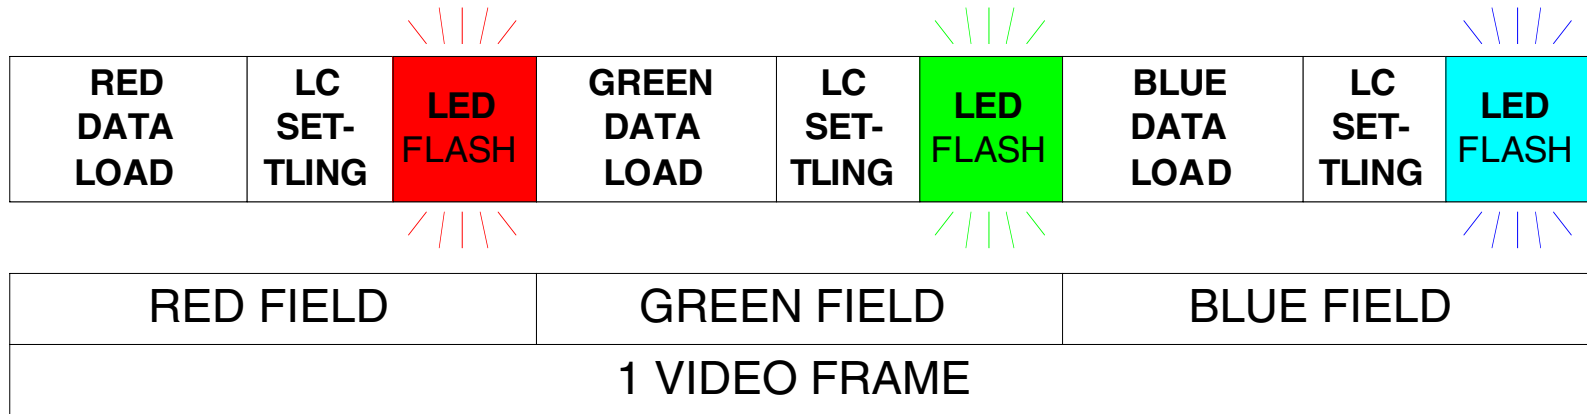 RED
DATA
LOAD
LC
SET-
TLING
LED
FLASH
GREEN
DATA
LOAD
LC
SET-
TLING
LED
FLASH
BLUE
DATA
LOAD
LC
SET-
TLING
LED
FLASH
RED FIELD
GREEN FIELD
BLUE FIELD
1 VIDEO FRAME